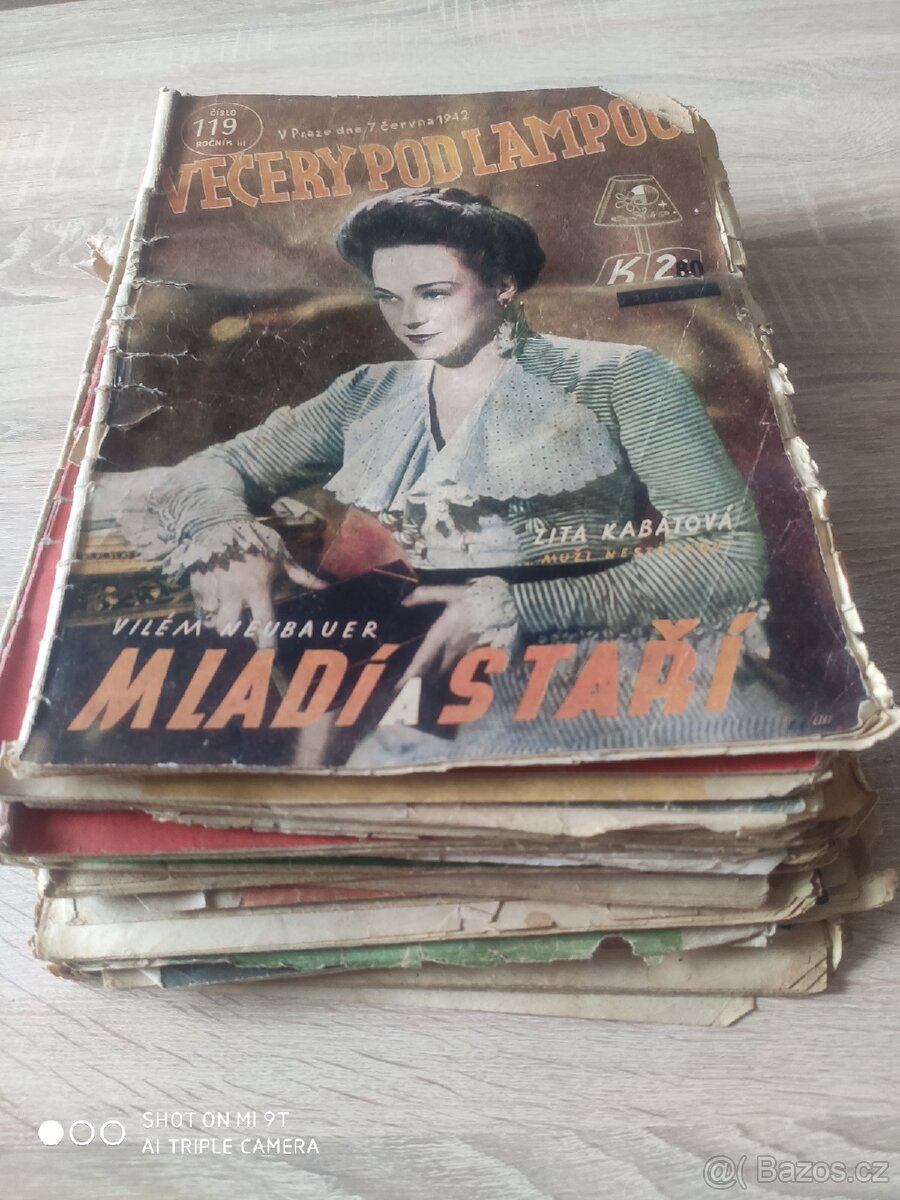 ČÍSLO
119
ROČNÍK III
V Praze dne 7 června 1942
VEČERY POD LAMPOU
K 2 80
ZITA KABÁTOVÁ
VILÉM NEUBAUER
MLADÍ A STAŘÍ
SHOT ON MI 9T
AI TRIPLE CAMERA
@( Bazos.cz